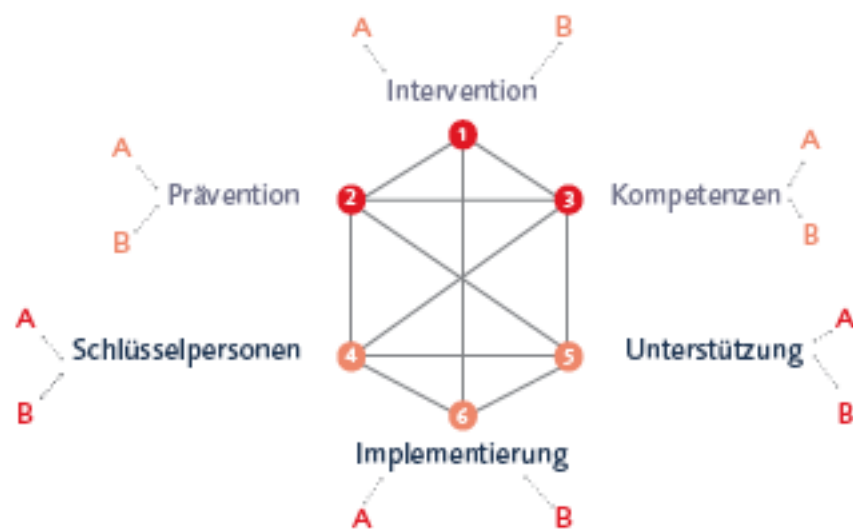 A
B
Intervention
1
A
Prävention
B
2
3
Kompetenzen
A
B
A
Schlüsselpersonen
B
4
5
Unterstützung
A
B
6
Implementierung
A
B